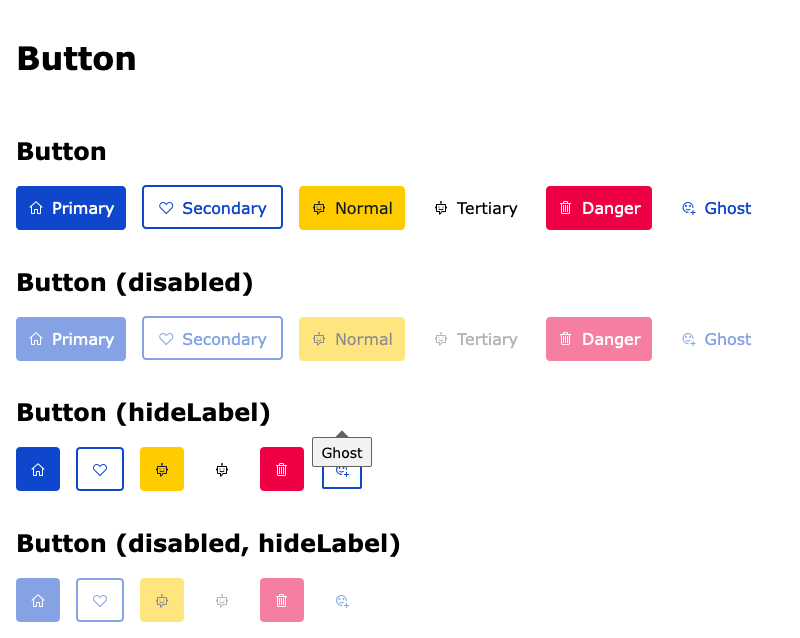 Button
Button
Primary Secondary Normal Tertiary Danger Ghost
Button (disabled)
Primary Secondary Normal Tertiary Danger Ghost
Button (hideLabel)
Ghost
Button (disabled, hideLabel)